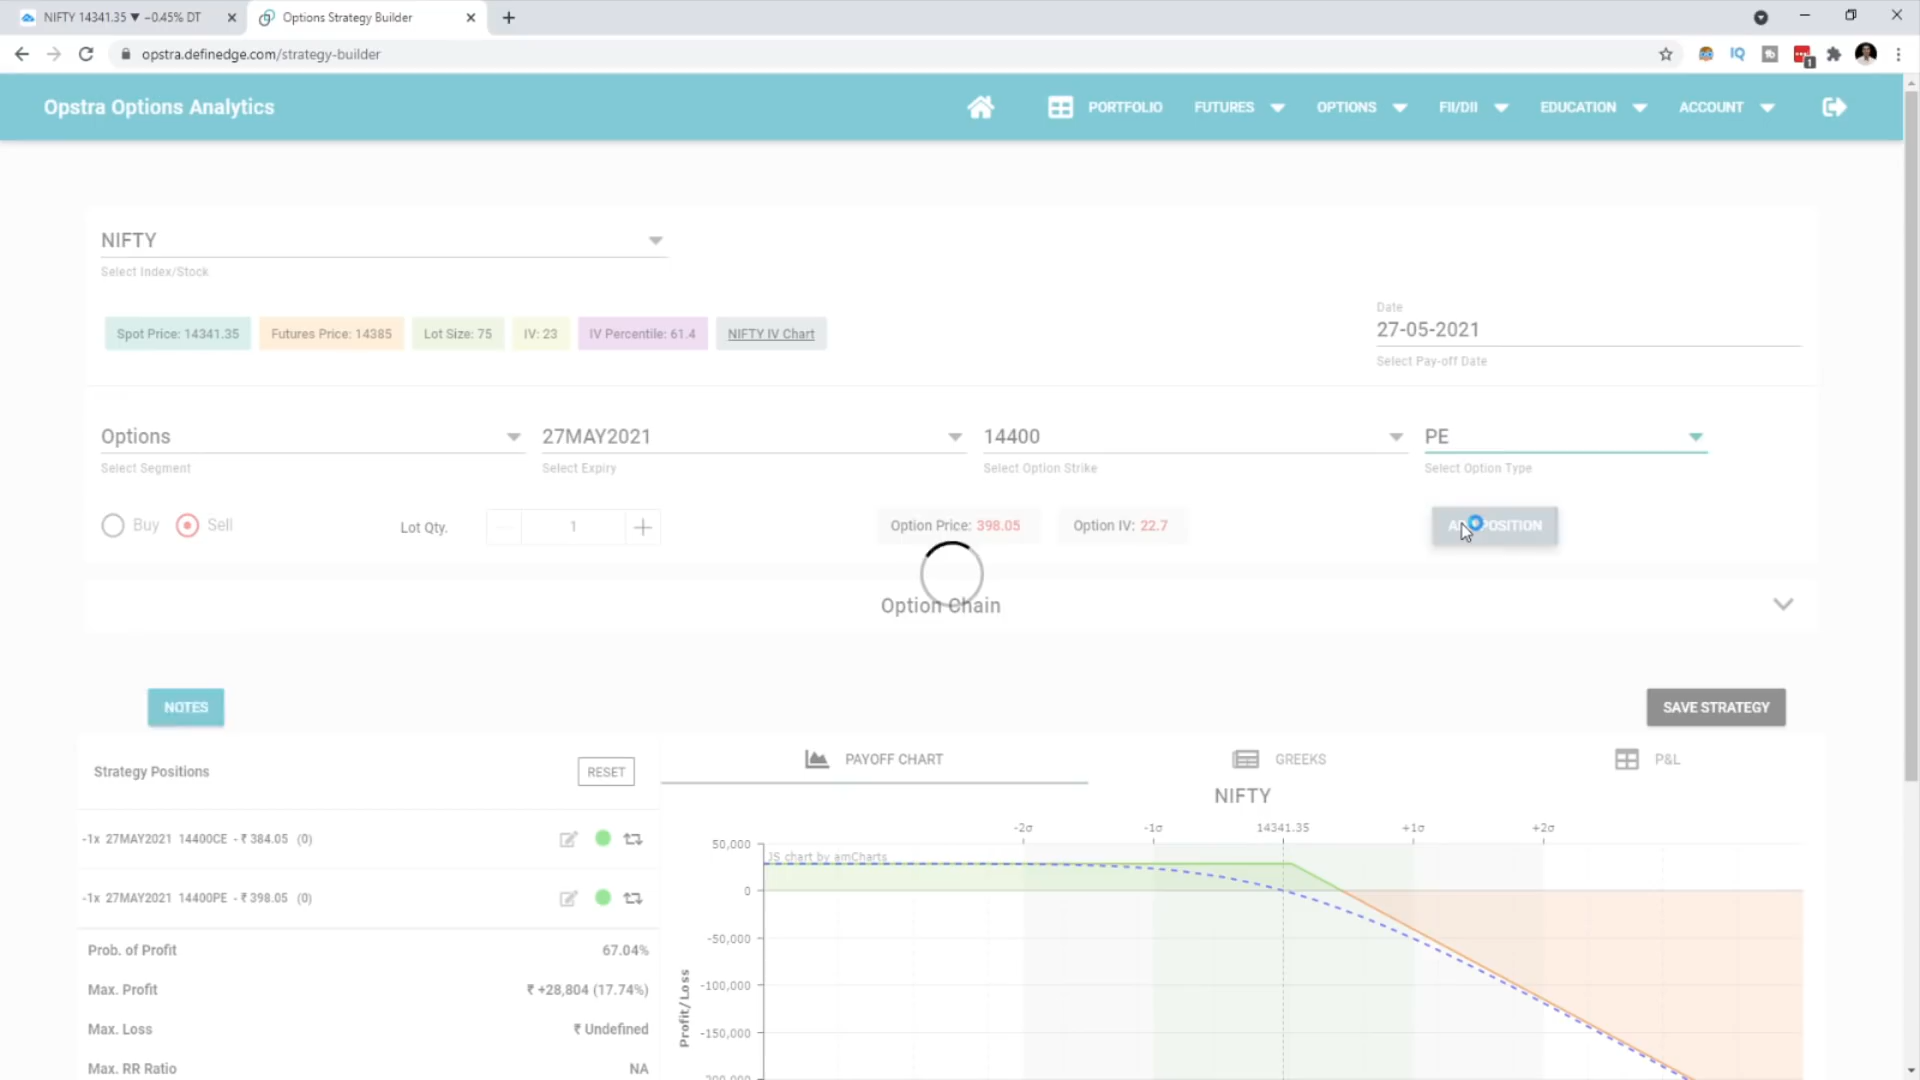 NIFTY 14341.35 ▼ −0.45% DT
Options Strategy Builder
opstra.definedge.com/strategy-builder
IQ
1
Opstra Options Analytics
PORTFOLIO
FUTURES
OPTIONS
FII/DII
EDUCATION
ACCOUNT
NIFTY
Select Index/Stock
Spot Price: 14341.35
Futures Price: 14385
Lot Size: 75
IV: 23
IV Percentile: 61.4
NIFTY IV Chart
Date
27-05-2021
Select Pay-off Date
Options
Select Segment
27MAY2021
Select Expiry
14400
Select Option Strike
PE
Select Option Type
Buy
Sell
Lot Qty.
1
Option Price: 398.05
Option IV: 22.7
POSITION
Option Chain
NOTES
SAVE STRATEGY
Strategy Positions
RESET
-1x 27MAY2021 14400CE - ₹ 384.05 (0)
-1x 27MAY2021 14400PE - ₹ 398.05 (0)
Prob. of Profit 67.04%
Max. Profit ₹ +28,804 (17.74%)
Max. Loss ₹ Undefined
Max. RR Ratio NA
PAYOFF CHART
GREEKS
P&L
NIFTY
-2σ
-1σ
14341.35
+1σ
+2σ
JS chart by amCharts
50,000
0
-50,000
-100,000
-150,000
Profit/Loss